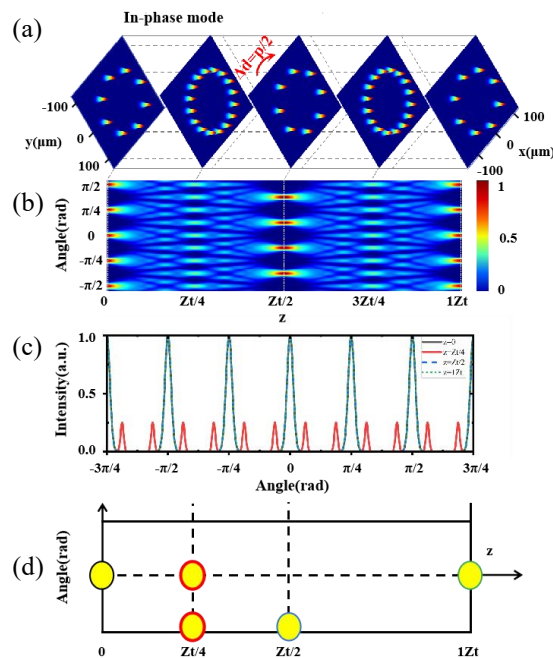 In-phase mode
(a)
Δd=p/2
-100
0
100
y(μm)
100
0
-100
x(μm)
(b)
π/2
π/4
0
-π/4
-π/2
Angle(rad)
0 Zt/4 Zt/2 3Zt/4 1Zt
z
1
0.5
0
(c)
1.0
0.5
0.0
Intensity(a.u.)
z=0
z=Zt/4
z=Zt/2
z=1Zt
-3π/4 -π/2 -π/4 0 π/4 π/2 3π/4
Angle(rad)
(d)
Angle(rad)
z
0 Zt/4 Zt/2 1Zt